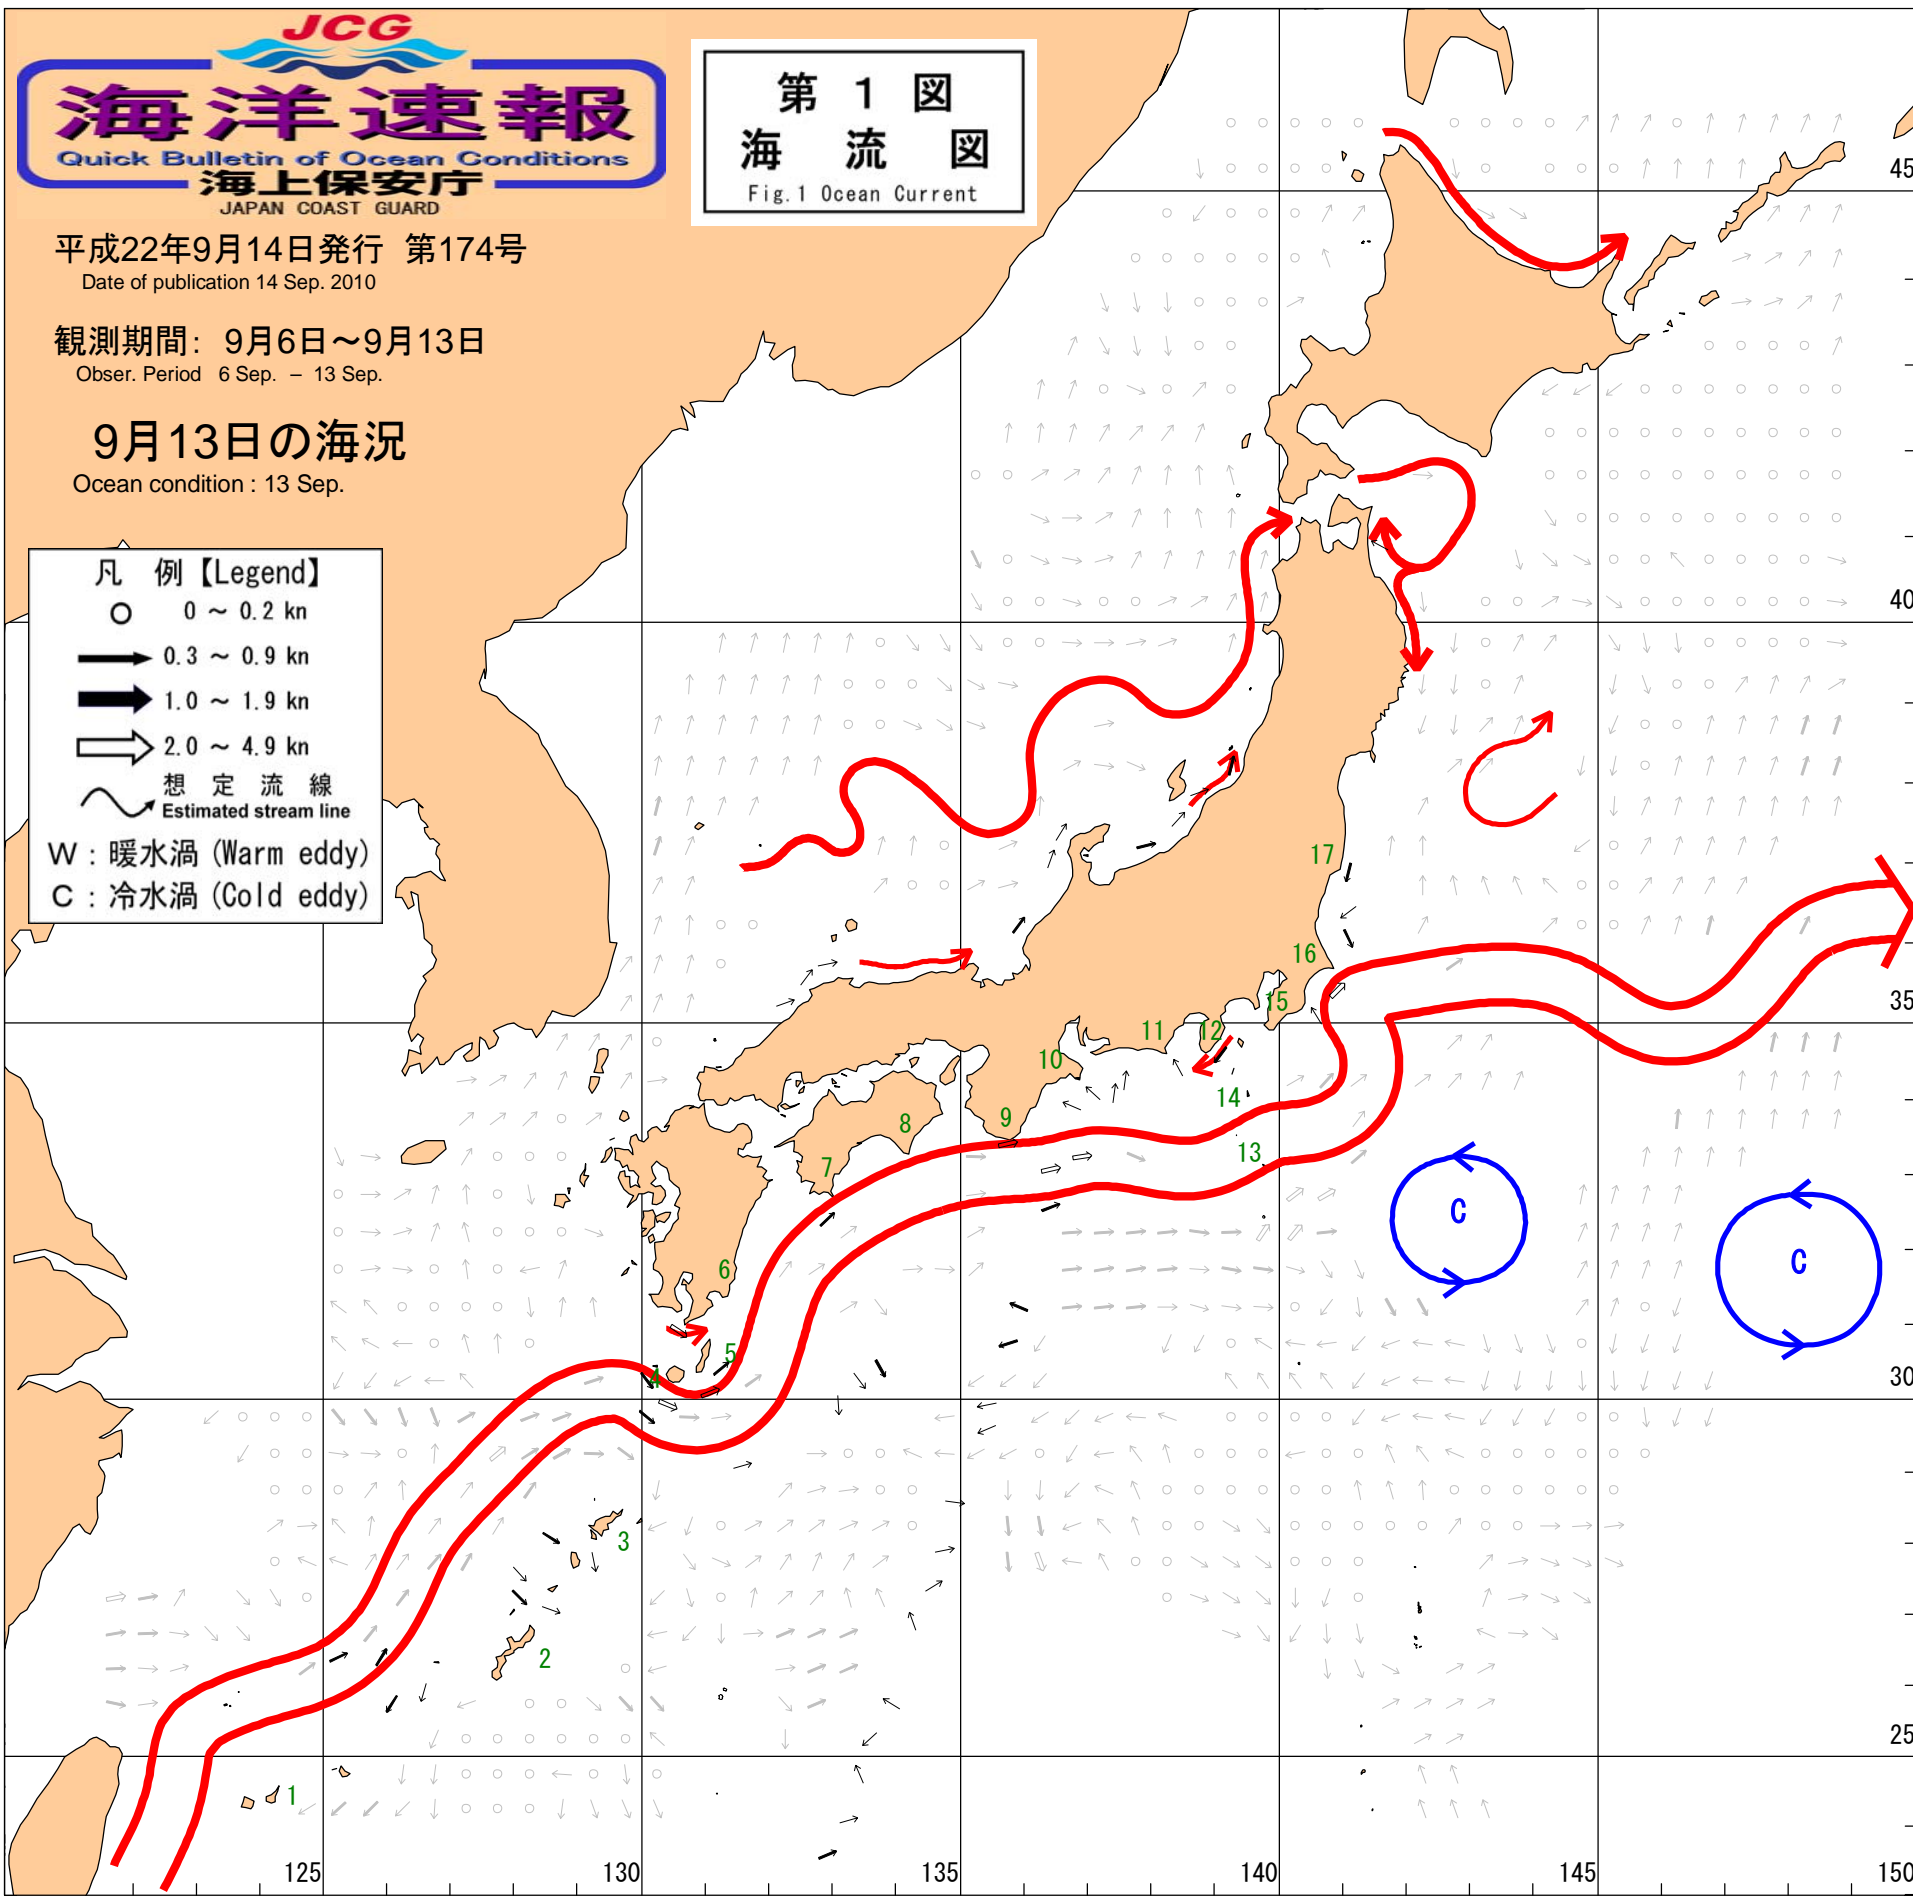 JCG
海洋速報
Quick Bulletin of Ocean Conditions
海上保安庁
JAPAN COAST GUARD
第 1 図
海 流 図
Fig.1 Ocean Current
平成22年9月14日発行 第174号
Date of publication 14 Sep. 2010
観測期間: 9月6日~9月13日
Obser. Period 6 Sep. – 13 Sep.
9月13日の海況
Ocean condition : 13 Sep.
凡 例【Legend】
0 ~ 0.2 kn
0.3 ~ 0.9 kn
1.0 ~ 1.9 kn
2.0 ~ 4.9 kn
想 定 流 線
Estimated stream line
W : 暖水渦 (Warm eddy)
C : 冷水渦 (Cold eddy)
45
40
35
30
25
17
16
15
12
11
10
14
13
9
8
7
6
5
4
3
2
1
C
C
125
130
135
140
145
150